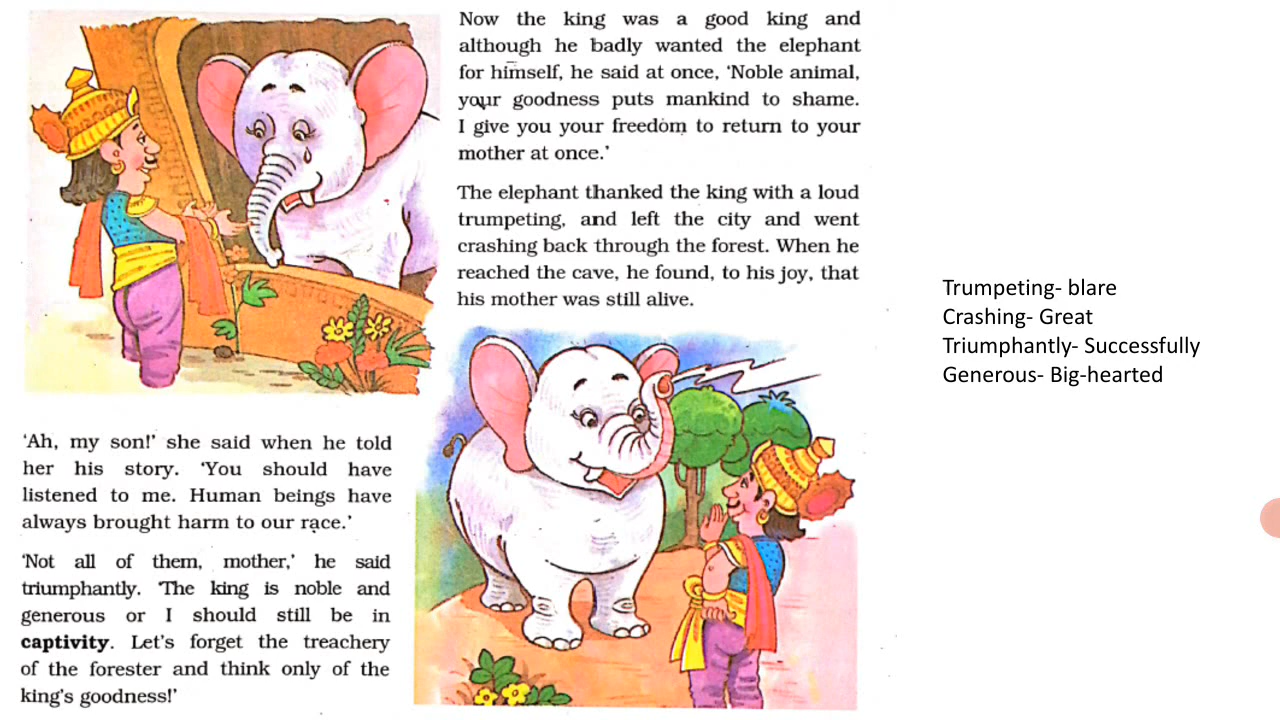 Now the king was a good king and
although he badly wanted the elephant
for himself, he said at once, ‘Noble animal,
your goodness puts mankind to shame.
I give you your freedom to return to your
mother at once.’
The elephant thanked the king with a loud
trumpeting, and left the city and went
crashing back through the forest. When he
reached the cave, he found, to his joy, that
his mother was still alive.
‘Ah, my son!’ she said when he told
her his story. ‘You should have
listened to me. Human beings have
always brought harm to our race.’
‘Not all of them, mother,’ he said
triumphantly. ‘The king is noble and
generous or I should still be in
captivity. Let’s forget the treachery
of the forester and think only of the
king’s goodness!’
Trumpeting- blare
Crashing- Great
Triumphantly- Successfully
Generous- Big-hearted